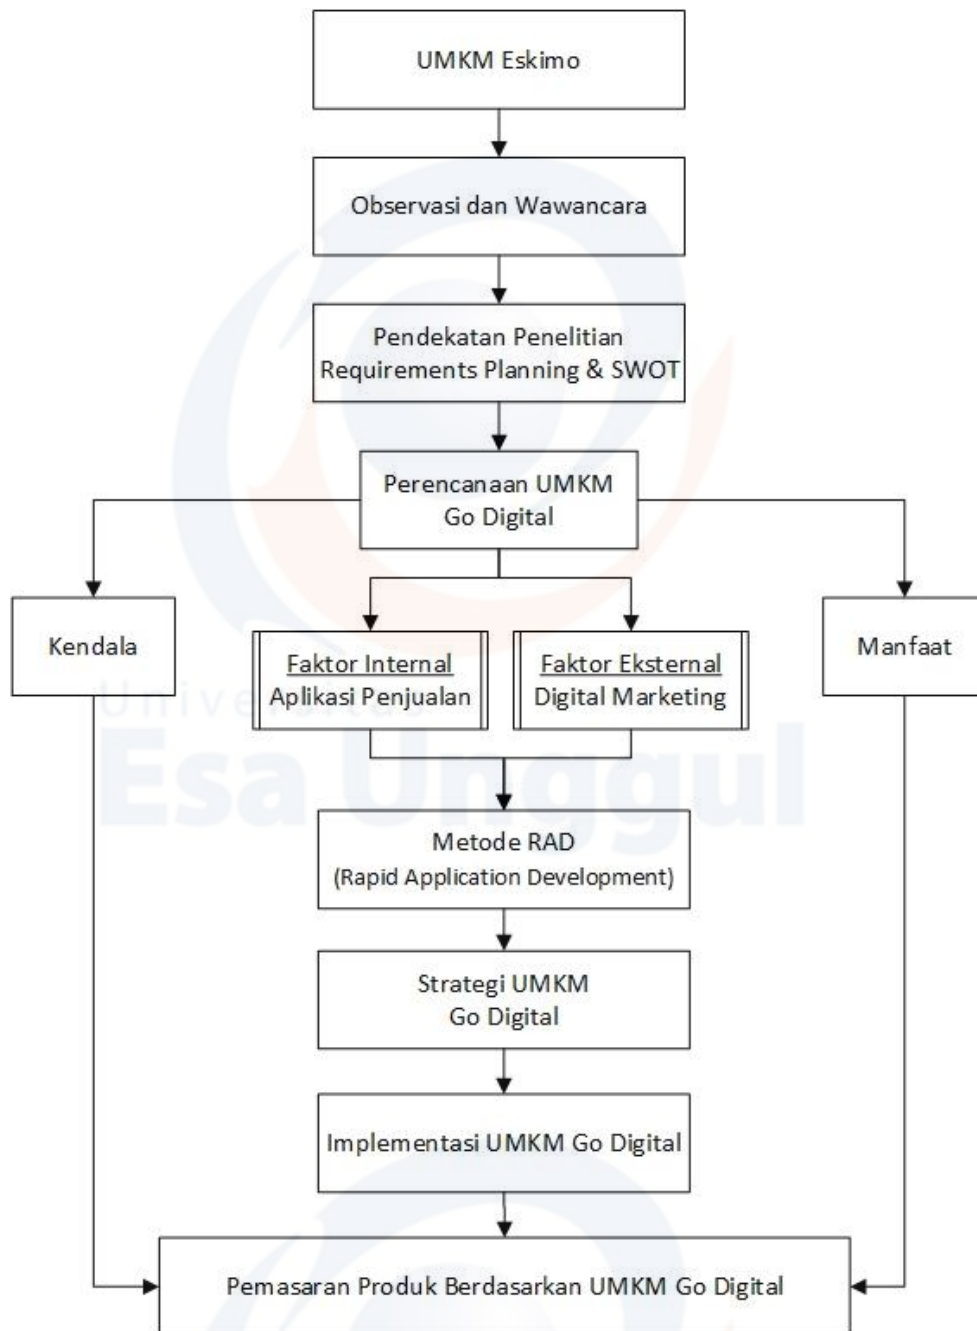 UMKM Eskimo
Observasi dan Wawancara
Pendekatan Penelitian
Requirements Planning & SWOT
Perencanaan UMKM
Go Digital
Kendala
Faktor Internal
Aplikasi Penjualan
Faktor Eksternal
Digital Marketing
Manfaat
Universitas
Esa Unggul
Metode RAD
(Rapid Application Development)
Strategi UMKM
Go Digital
Implementasi UMKM Go Digital
Pemasaran Produk Berdasarkan UMKM Go Digital